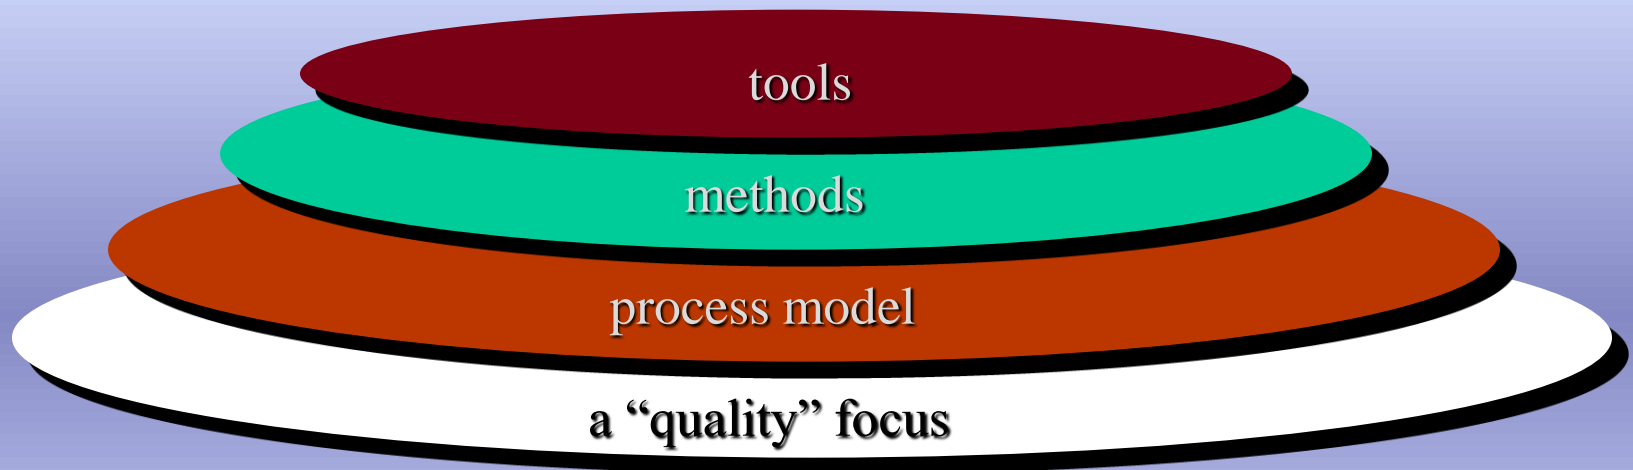 tools
methods
process model
a “quality” focus